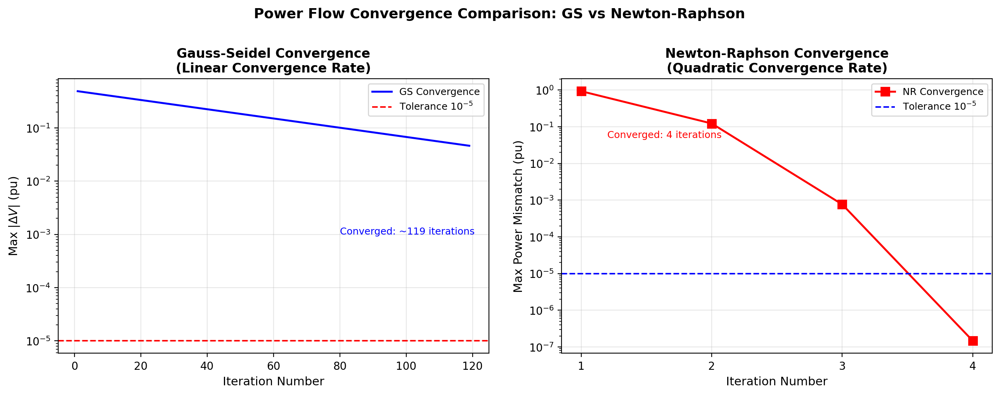 Power Flow Convergence Comparison: GS vs Newton-Raphson
Gauss-Seidel Convergence
(Linear Convergence Rate)
GS Convergence
Tolerance 10⁻⁵
10⁻¹
10⁻²
10⁻³
10⁻⁴
10⁻⁵
Max |ΔV| (pu)
Converged: ~119 iterations
0 20 40 60 80 100 120
Iteration Number
Newton-Raphson Convergence
(Quadratic Convergence Rate)
NR Convergence
Tolerance 10⁻⁵
10⁰
10⁻¹
10⁻²
10⁻³
10⁻⁴
10⁻⁵
10⁻⁶
10⁻⁷
Max Power Mismatch (pu)
Converged: 4 iterations
1 2 3 4
Iteration Number